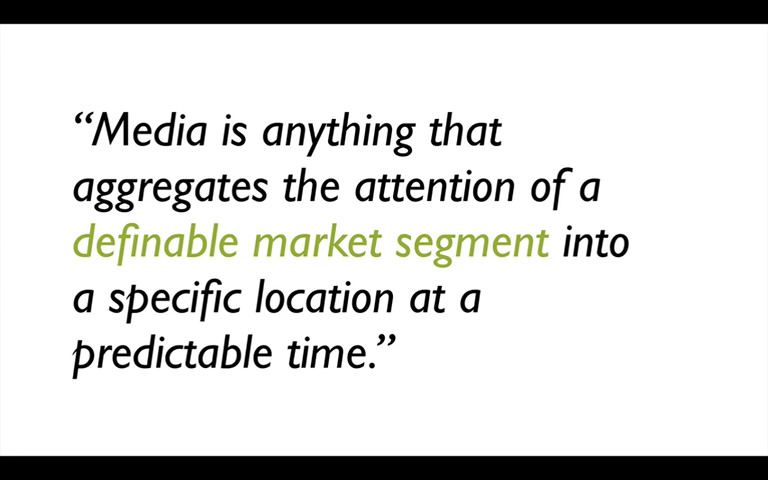 “Media is anything that
aggregates the attention of a
definable market segment into
a specific location at a
predictable time.”